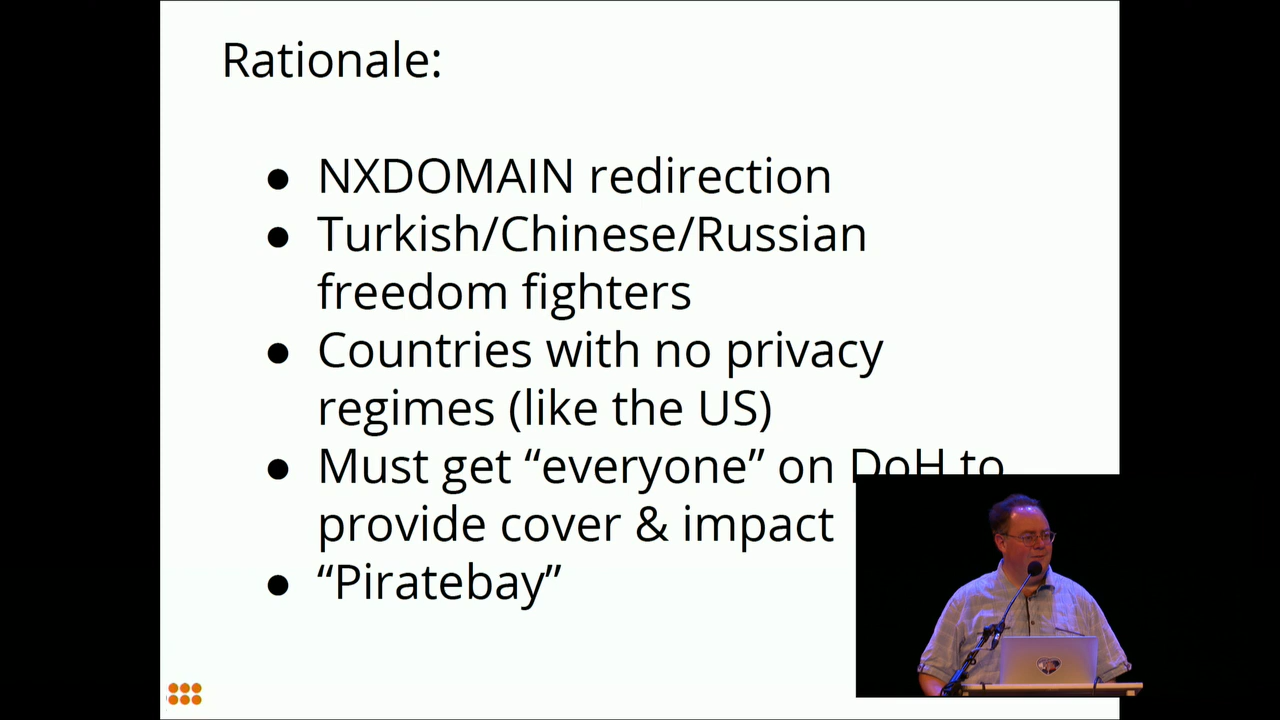 Rationale:
● NXDOMAIN redirection
● Turkish/Chinese/Russian
freedom fighters
● Countries with no privacy
regimes (like the US)
● Must get “everyone” on DoH to
provide cover & impact
● “Piratebay”